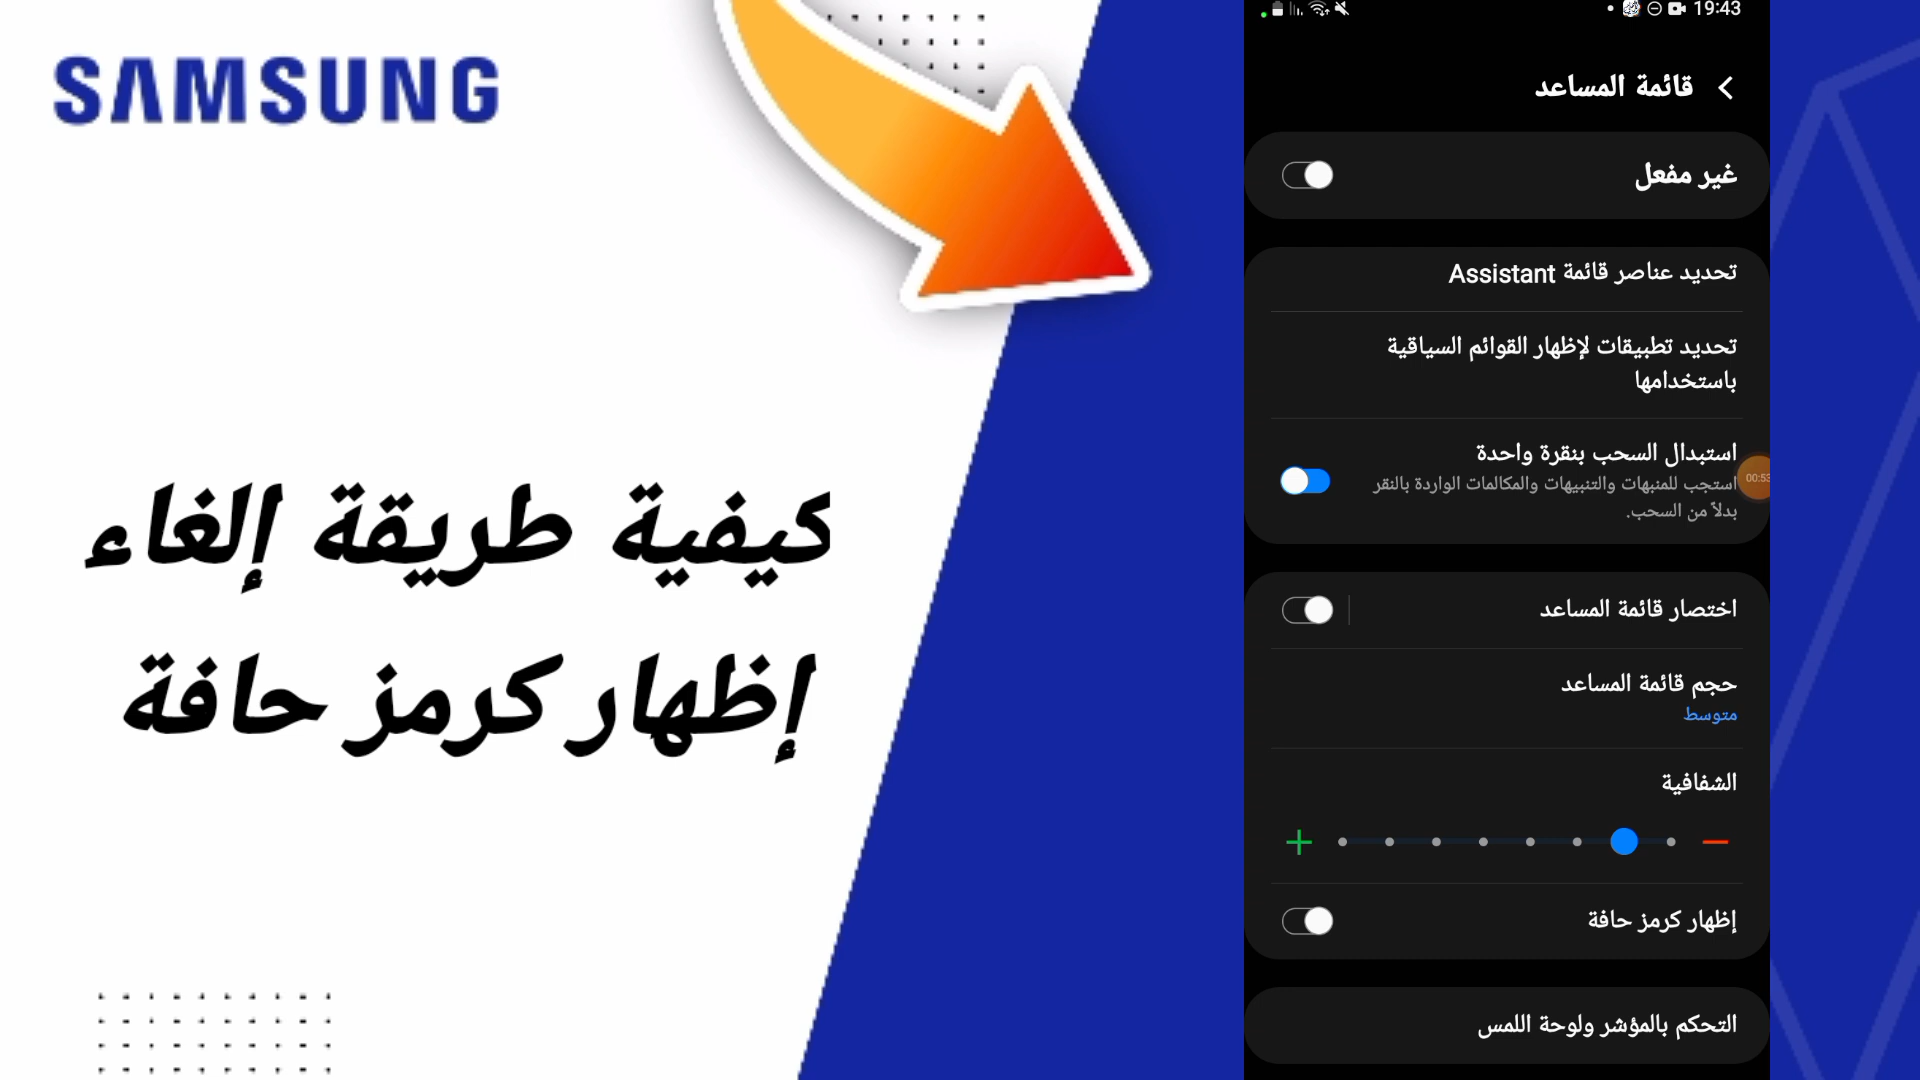 SAMSUNG
كيفية طريقة إلغاء
إظهار كرمز حافة
19:43
قائمة المساعد
غير مفعل
تحديد عناصر قائمة Assistant
تحديد تطبيقات لإظهار القوائم السياقية
باستخدامها
استبدال السحب بنقرة واحدة
استجب للمنبهات والتنبيهات والمكالمات الواردة بالنقر
بدلاً من السحب.
00:53
اختصار قائمة المساعد
حجم قائمة المساعد
متوسط
الشفافية
إظهار كرمز حافة
التحكم بالمؤشر ولوحة اللمس